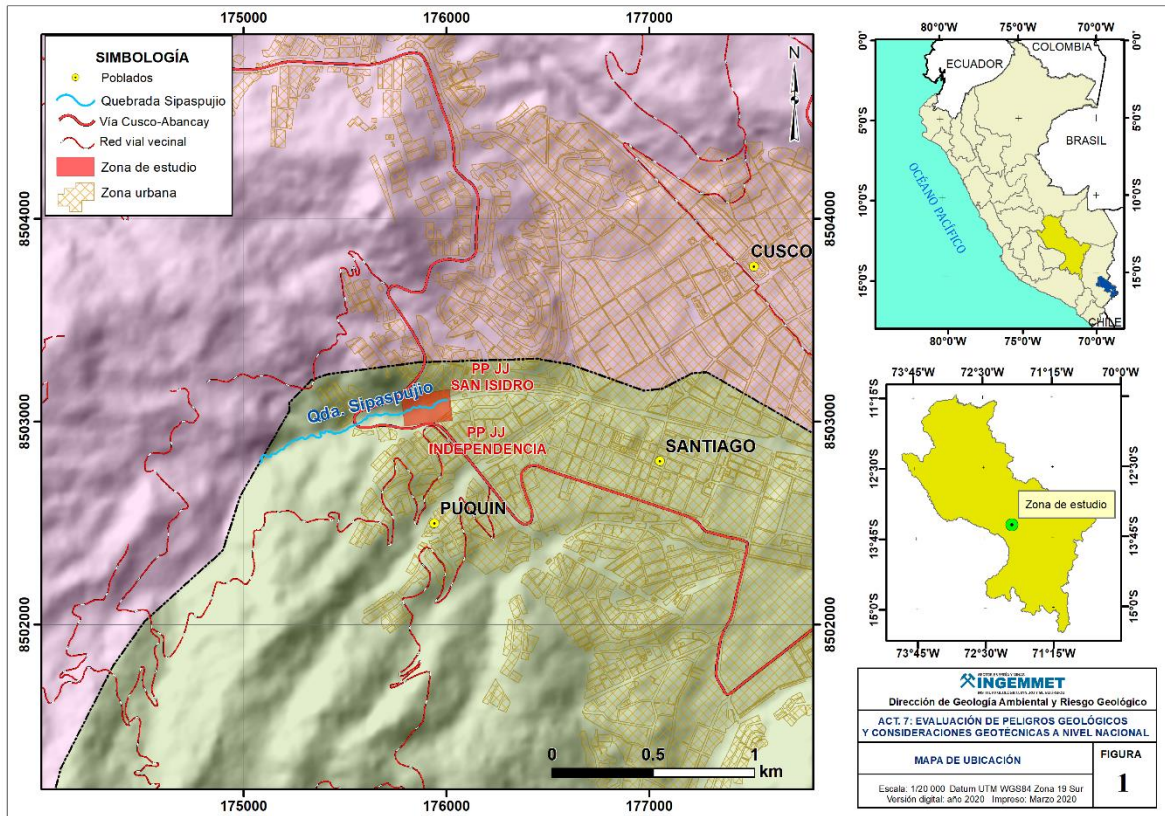 175000
176000
177000
SIMBOLOGÍA
Poblados
Quebrada Sipaspujio
Vía Cusco-Abancay
Red vial vecinal
Zona de estudio
Zona urbana
N
8504000
8504000
CUSCO
PP JJ
SAN ISIDRO
Qda. Sipaspujio
8503000
8503000
PP JJ
INDEPENDENCIA
SANTIAGO
PUQUIN
8502000
8502000
0
0.5
1
km
175000
176000
177000
80°0'W
75°0'W
70°0'W
0°
0°
COLOMBIA
ECUADOR
5°0'S
5°0'S
BRASIL
OCÉANO PACÍFICO
10°0'S
10°0'S
15°0'S
15°0'S
CHILE
80°0'W
75°0'W
70°0'W
73°45'W
72°30'W
71°15'W
70°0'W
11°15'S
11°15'S
12°30'S
12°30'S
Zona de estudio
13°45'S
13°45'S
15°0'S
15°0'S
73°45'W
72°30'W
71°15'W
INGEMMET
Dirección de Geología Ambiental y Riesgo Geológico
ACT. 7: EVALUACIÓN DE PELIGROS GEOLÓGICOS
Y CONSIDERACIONES GEOTÉCNICAS A NIVEL NACIONAL
MAPA DE UBICACIÓN
FIGURA
1
Escala: 1/20 000 Datum UTM WGS84 Zona 19 Sur
Versión digital: año 2020 Impreso: Marzo 2020